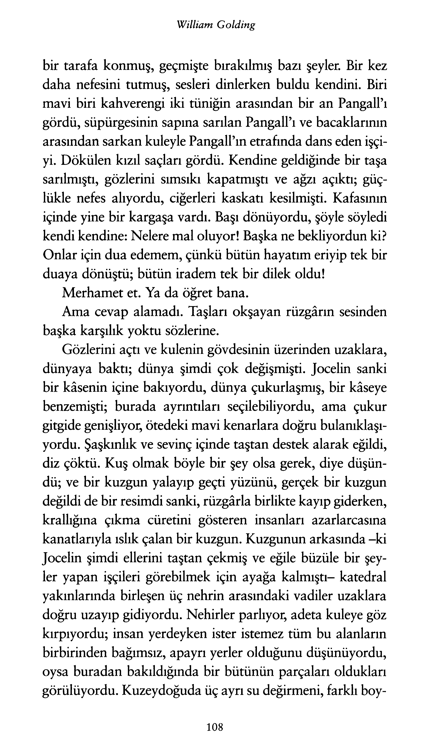 William Golding
bir tarafa konmuş, geçmişte bırakılmış bazı şeyler. Bir kez
daha nefesini tutmuş, sesleri dinlerken buldu kendini. Biri
mavi biri kahverengi iki tüniğin arasından bir an Pangall'ı
gördü, süpürgesinin sapına sarılan Pangall'ı ve bacaklarının
arasından sarkan kuleyle Pangall'ın etrafında dans eden işçi-
yi. Dökülen kızıl saçları gördü. Kendine geldiğinde bir taşa
sarılmıştı, gözlerini sımsıkı kapatmıştı ve ağzı açıktı; güç-
lükle nefes alıyordu, ciğerleri kaskatı kesilmişti. Kafasının
içinde yine bir kargaşa vardı. Başı dönüyordu, şöyle söyledi
kendi kendine: Nelere mal oluyor! Başka ne bekliyordun ki?
Onlar için dua edemem, çünkü bütün hayatım eriyip tek bir
duaya dönüştü; bütün iradem tek bir dilek oldu!
Merhamet et. Ya da öğret bana.
Ama cevap alamadı. Taşları okşayan rüzgârın sesinden
başka karşılık yoktu sözlerine.
Gözlerini açtı ve kulenin gövdesinin üzerinden uzaklara,
dünyaya baktı; dünya şimdi çok değişmişti. Jocelin sanki
bir kâsenin içine bakıyordu, dünya çukurlaşmış, bir kâseye
benzemişti; burada ayrıntıları seçilebiliyordu, ama çukur
gitgide genişliyor, ötedeki mavi kenarlara doğru bulanıklaşı-
yordu. Şaşkınlık ve sevinç içinde taştan destek alarak eğildi,
diz çöktü. Kuş olmak böyle bir şey olsa gerek, diye düşün-
dü; ve bir kuzgun yalayıp geçti yüzünü, gerçek bir kuzgun
değildi de bir resimdi sanki, rüzgârla birlikte kayıp giderken,
krallığına çıkma cüretini gösteren insanları azarlarcasına
kanatlarıyla ıslık çalan bir kuzgun. Kuzgunun arkasında –ki
Jocelin şimdi ellerini taştan çekmiş ve eğile büzüle bir şey-
ler yapan işçileri görebilmek için ayağa kalmıştı– katedral
yakınlarında birleşen üç nehrin arasındaki vadiler uzaklara
doğru uzayıp gidiyordu. Nehirler parlıyor, adeta kuleye göz
kırpıyordu; insan yerdeyken ister istemez tüm bu alanların
birbirinden bağımsız, apayrı yerler olduğunu düşünüyordu,
oysa buradan bakıldığında bir bütünün parçaları oldukları
görülüyordu. Kuzeydoğuda üç ayrı su değirmeni, farklı boy-
108